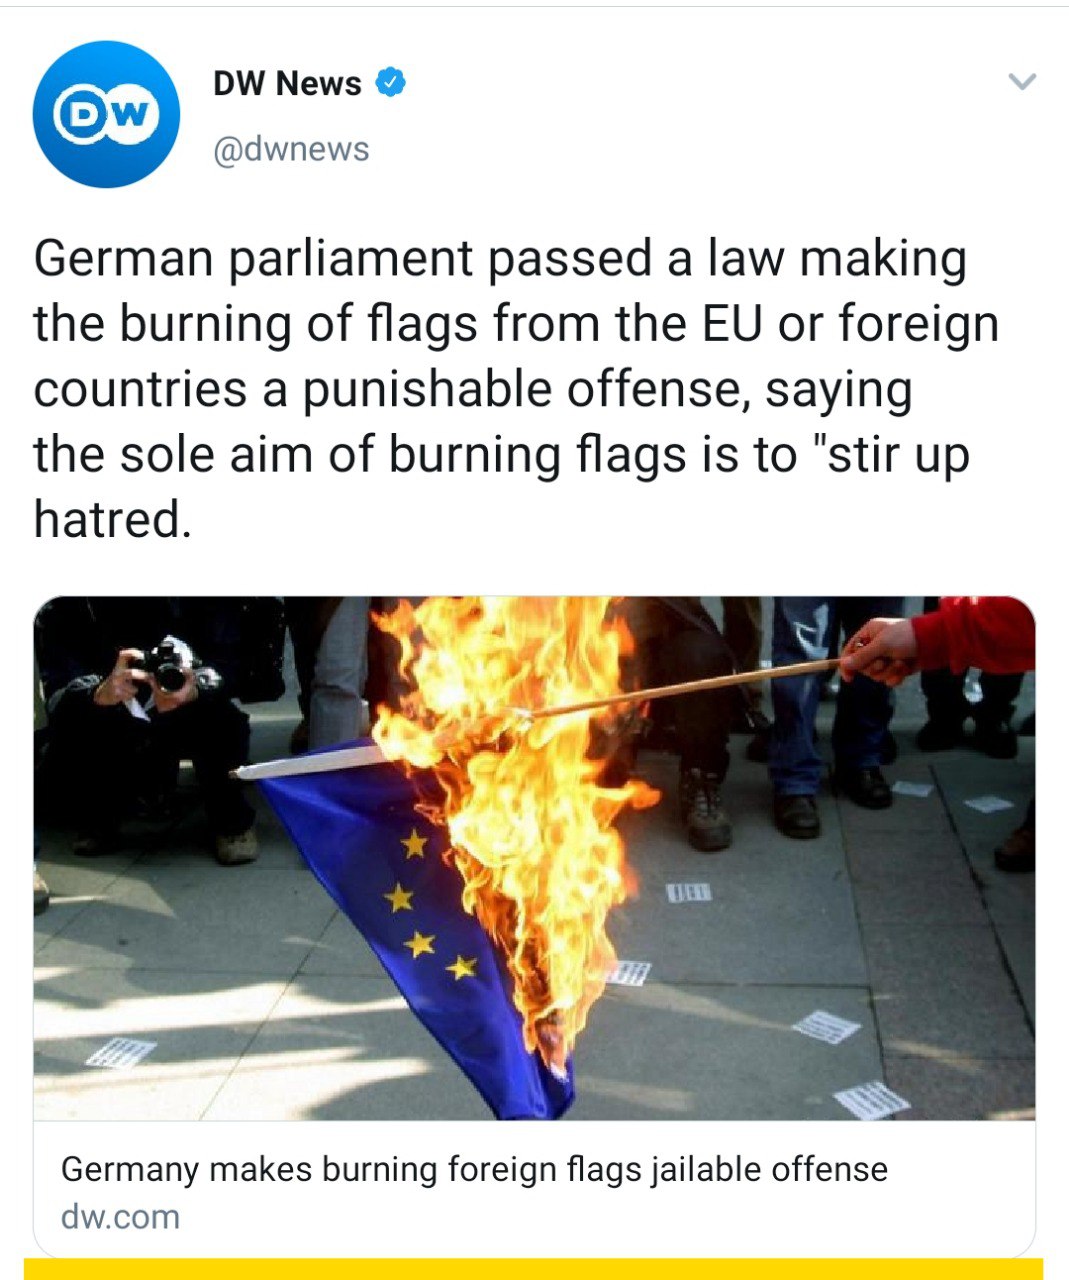 DW
DW News
@dwnews
German parliament passed a law making
the burning of flags from the EU or foreign
countries a punishable offense, saying
the sole aim of burning flags is to "stir up
hatred.
Germany makes burning foreign flags jailable offense
dw.com